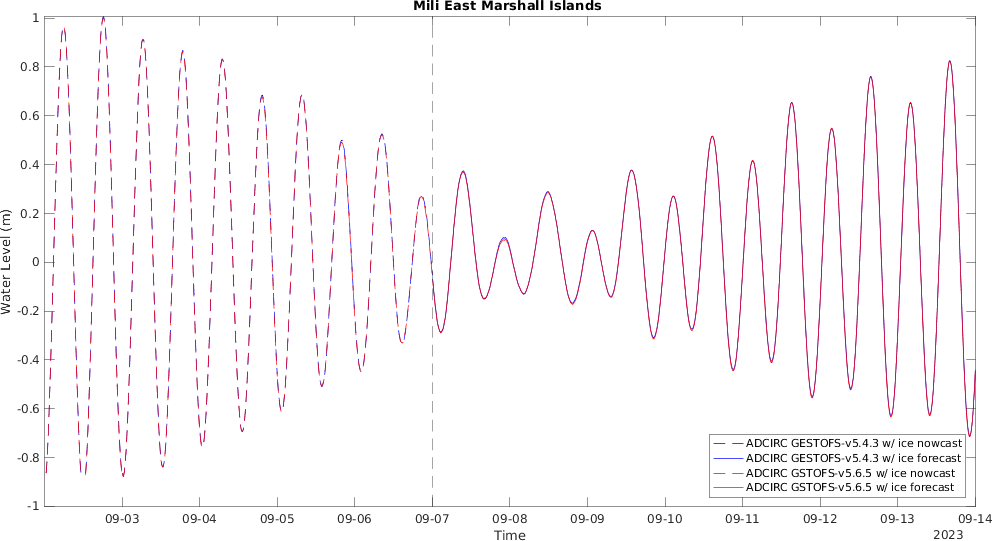 Mili East Marshall Islands
Water Level (m)
1
0.8
0.6
0.4
0.2
0
-0.2
-0.4
-0.6
-0.8
-1
ADCIRC GESTOFS-v5.4.3 w/ ice nowcast
ADCIRC GESTOFS-v5.4.3 w/ ice forecast
ADCIRC GSTOFS-v5.6.5 w/ ice nowcast
ADCIRC GSTOFS-v5.6.5 w/ ice forecast
09-03 09-04 09-05 09-06 09-07 09-08 09-09 09-10 09-11 09-12 09-13 09-14
Time
2023